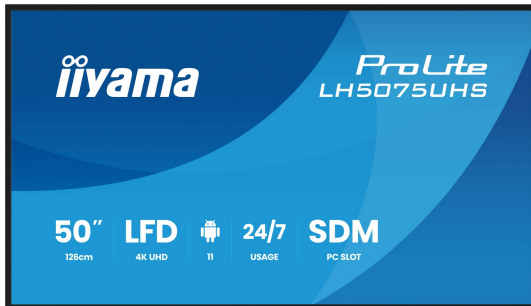 iiyama
ProLite
LH5075UHS
50" LFD 11 24/7 SDM
126cm 4K UHD USAGE PC SLOT